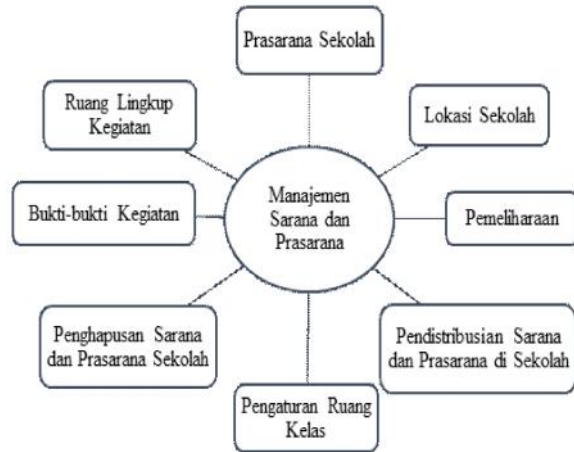 Prasarana Sekolah
Ruang Lingkup
Kegiatan
Lokasi Sekolah
Manajemen
Sarana dan
Prasarana
Bukti-bukti Kegiatan
Pemeliharaan
Penghapusan Sarana
dan Prasarana Sekolah
Pendistribusian Sarana
dan Prasarana di Sekolah
Pengaturan Ruang
Kelas